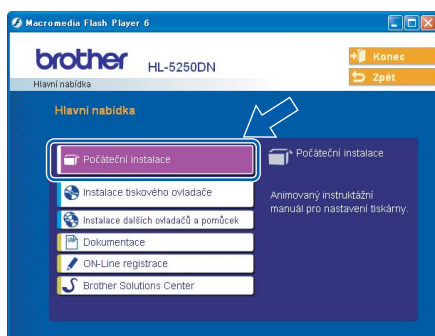 Macromedia Flash Player 6
brother
HL-5250DN
Konec
Zpět
Hlavní nabídka
Hlavní nabidka
Počáteční instalace
Instalace tiskového ovladače
Instalace dalších ovladačů a pomůcek
Dokumentace
ON-Line registrace
Brother Solutions Center
Počáteční instalace
Animovaný instruktážní
manuál pro nastavení tiskárny.